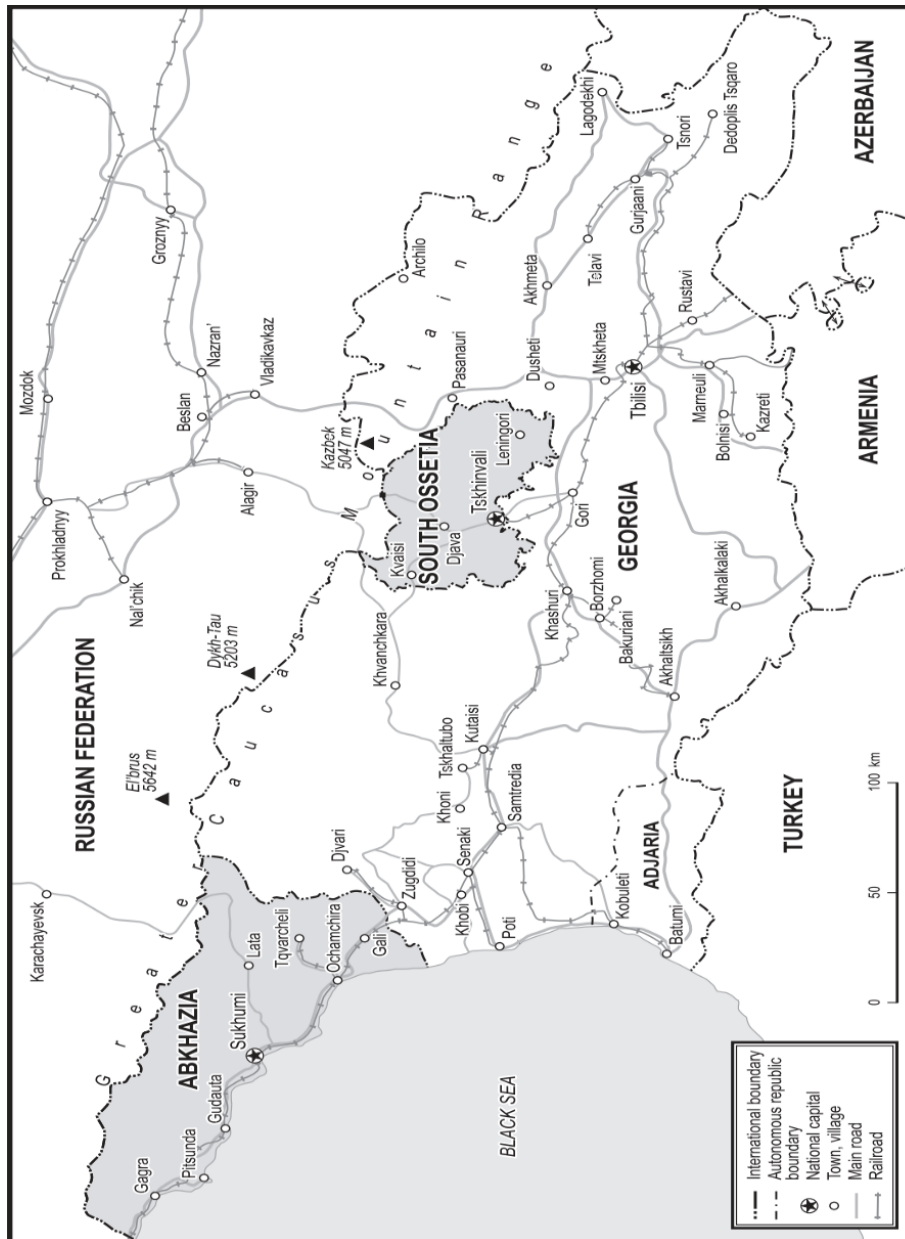 RUSSIAN FEDERATION
El'brus
5642 m
Dykh-Tau
5203 m
Kazbek
5047 m
Karachayevsk
Nal'chik
Prokhladnyy
Mozdok
Alagir
Beslan
Nazran'
Vladikavkaz
Groznyy
Great Caucasus Mountain Range
ABKHAZIA
Gagra
Pitsunda
Gudauta
Sukhumi
Lata
Tqvarcheli
Ochamchira
Gali
Djvari
Zugdidi
Khobi
Senaki
Poti
Khoni
Tskhaltubo
Kutaisi
Samtredia
Khvanchkara
Kvaisi
SOUTH OSSETIA
Djava
Tskhinvali
Leningori
Pasanauri
Archilo
Dusheti
Akhmeta
Telavi
Lagodekhi
Gurjaani
Tsnori
Dedoplis Tsqaro
Mtskheta
Tbilisi
Rustavi
Marneuli
Bolnisi
Kazreti
Gori
GEORGIA
Khashuri
Borzhomi
Bakuriani
Akhaltsikh
Akhalkalaki
Kobuleti
ADJARIA
Batumi
BLACK SEA
TURKEY
ARMENIA
AZERBAIJAN
0
50
100 km
International boundary
Autonomous republic
boundary
National capital
Town, village
Main road
Railroad